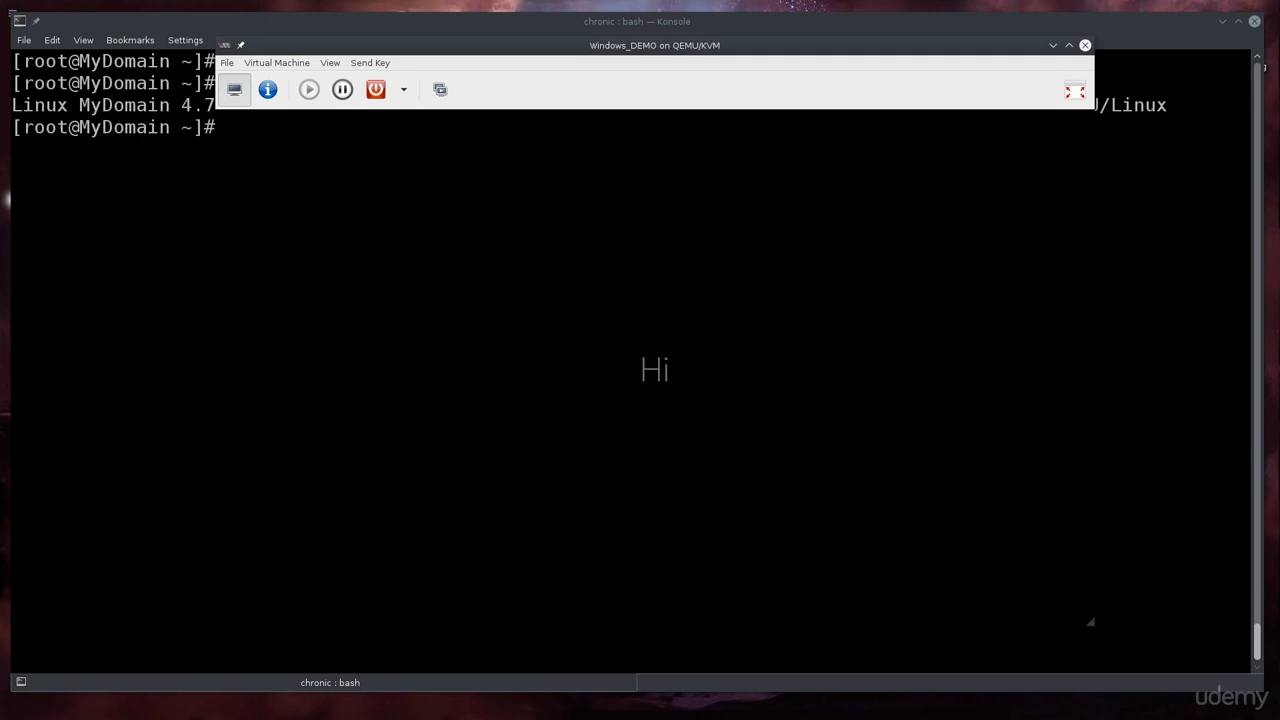 chronic : bash — Konsole
File Edit View Bookmarks Settings
Windows_DEMO on QEMU/KVM
File Virtual Machine View Send Key
[root@MyDomain ~]#
[root@MyDomain ~]#
Linux MyDomain 4.7 /Linux
[root@MyDomain ~]#
Hi
chronic : bash
udemy